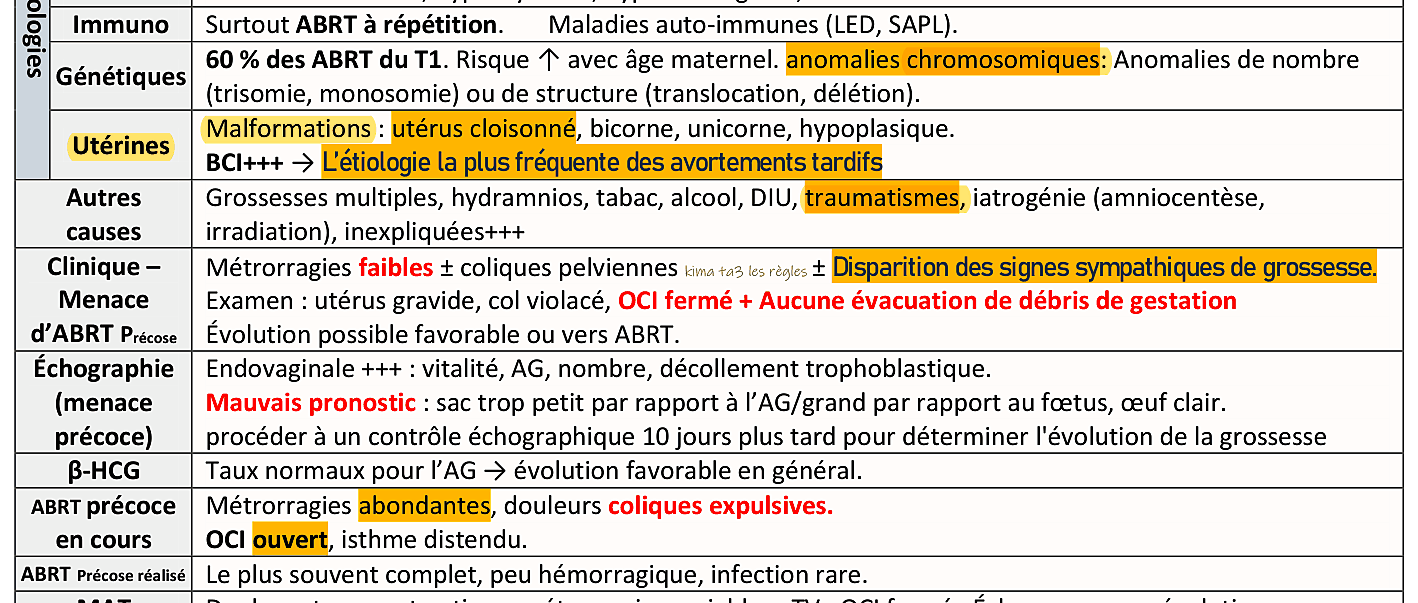 ologies
Immuno
Surtout ABRT à répétition. Maladies auto-immunes (LED, SAPL).
Génétiques
60 % des ABRT du T1. Risque ↑ avec âge maternel. anomalies chromosomiques: Anomalies de nombre
(trisomie, monosomie) ou de structure (translocation, délétion).
Utérines
Malformations : utérus cloisonné, bicorne, unicorne, hypoplasique.
BCI+++ → L'étiologie la plus fréquente des avortements tardifs
Autres
causes
Grossesses multiples, hydramnios, tabac, alcool, DIU, traumatismes, iatrogénie (amniocentèse,
irradiation), inexpliquées+++
Clinique –
Menace
d'ABRT Précose
Métrorragies faibles ± coliques pelviennes kima ta3 les règles ± Disparition des signes sympathiques de grossesse.
Examen : utérus gravide, col violacé, OCI fermé + Aucune évacuation de débris de gestation
Évolution possible favorable ou vers ABRT.
Échographie
(menace
précoce)
Endovaginale +++ : vitalité, AG, nombre, décollement trophoblastique.
Mauvais pronostic : sac trop petit par rapport à l'AG/grand par rapport au fœtus, œuf clair.
procéder à un contrôle échographique 10 jours plus tard pour déterminer l'évolution de la grossesse
β-HCG
Taux normaux pour l'AG → évolution favorable en général.
ABRT précoce
en cours
Métrorragies abondantes, douleurs coliques expulsives.
OCI ouvert, isthme distendu.
ABRT Précose réalisé
Le plus souvent complet, peu hémorragique, infection rare.